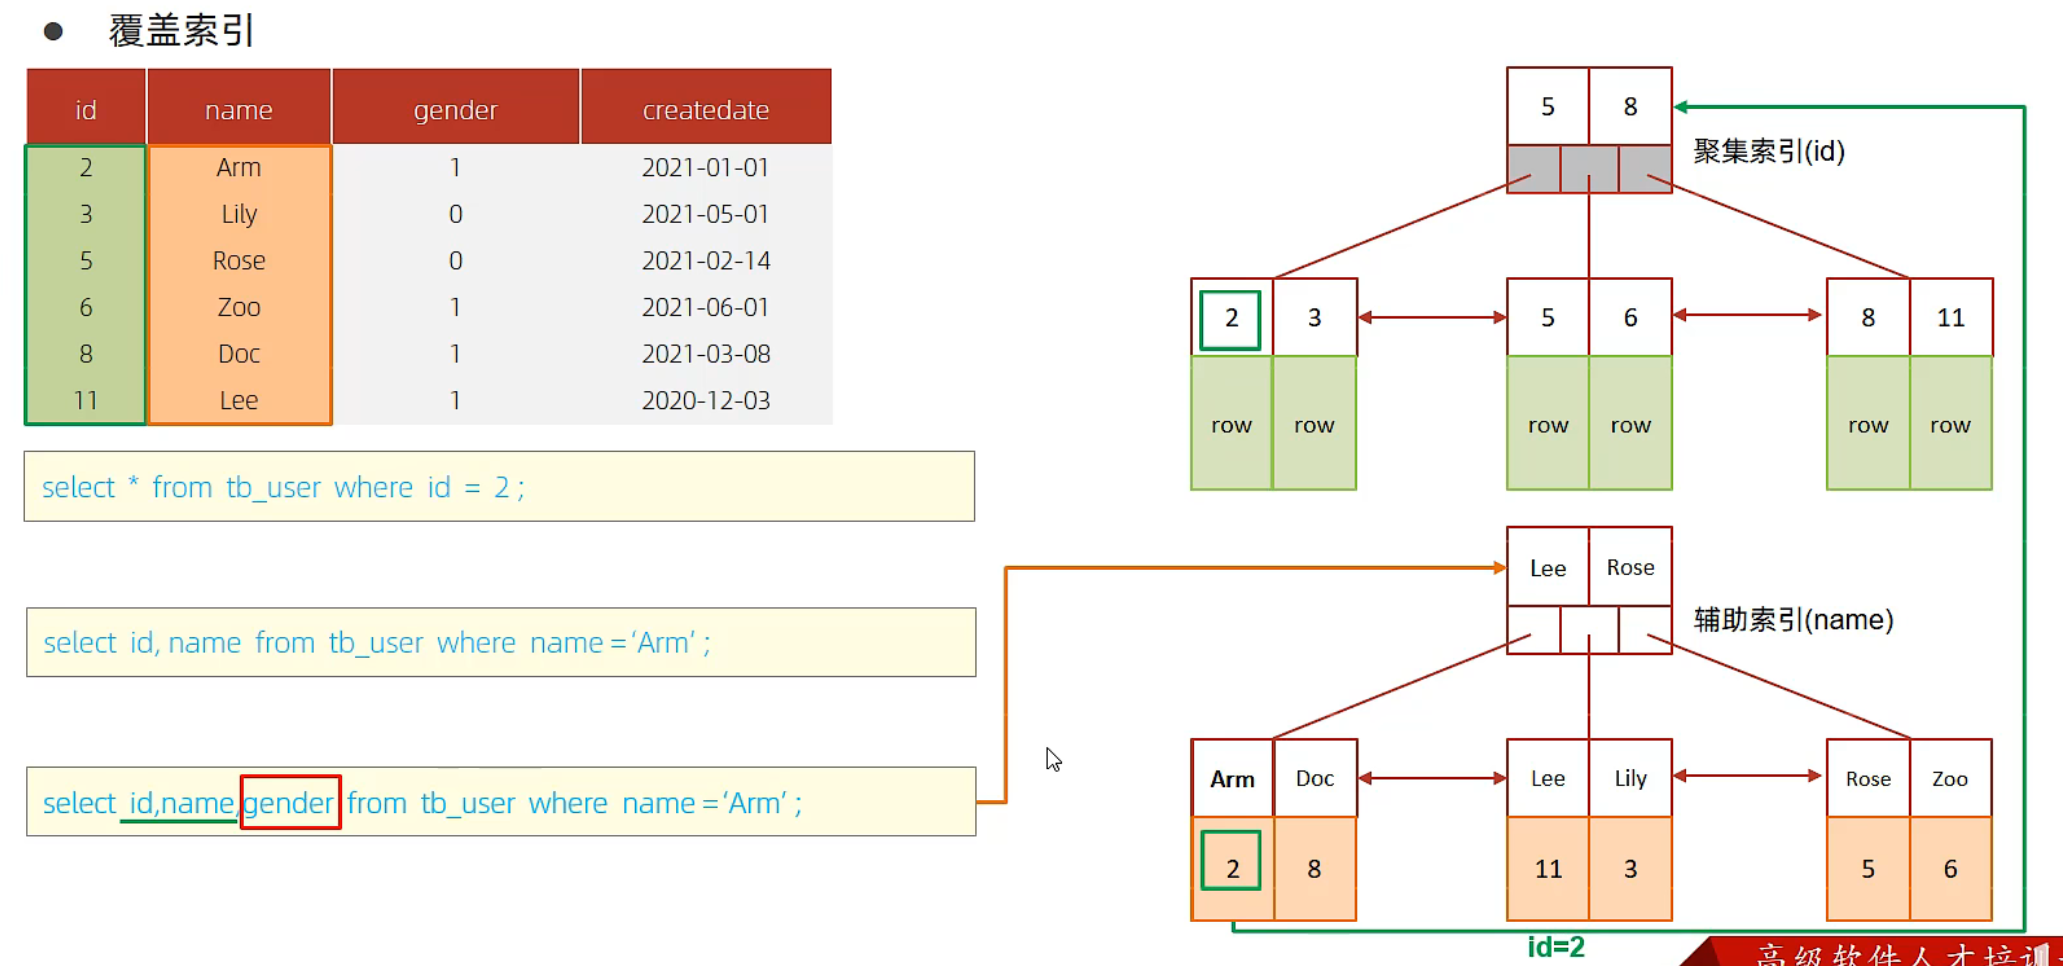 ● 覆盖索引
id name gender createdate
2 Arm 1 2021-01-01
3 Lily 0 2021-05-01
5 Rose 0 2021-02-14
6 Zoo 1 2021-06-01
8 Doc 1 2021-03-08
11 Lee 1 2020-12-03
select * from tb_user where id = 2 ;
select id, name from tb_user where name = ‘Arm’ ;
select id,name,gender from tb_user where name = ‘Arm’ ;
5 8
聚集索引(id)
2 3 5 6 8 11
row row row row row row
Lee Rose
辅助索引(name)
Arm Doc Lee Lily Rose Zoo
2 8 11 3 5 6
id=2
高级软件人才培训